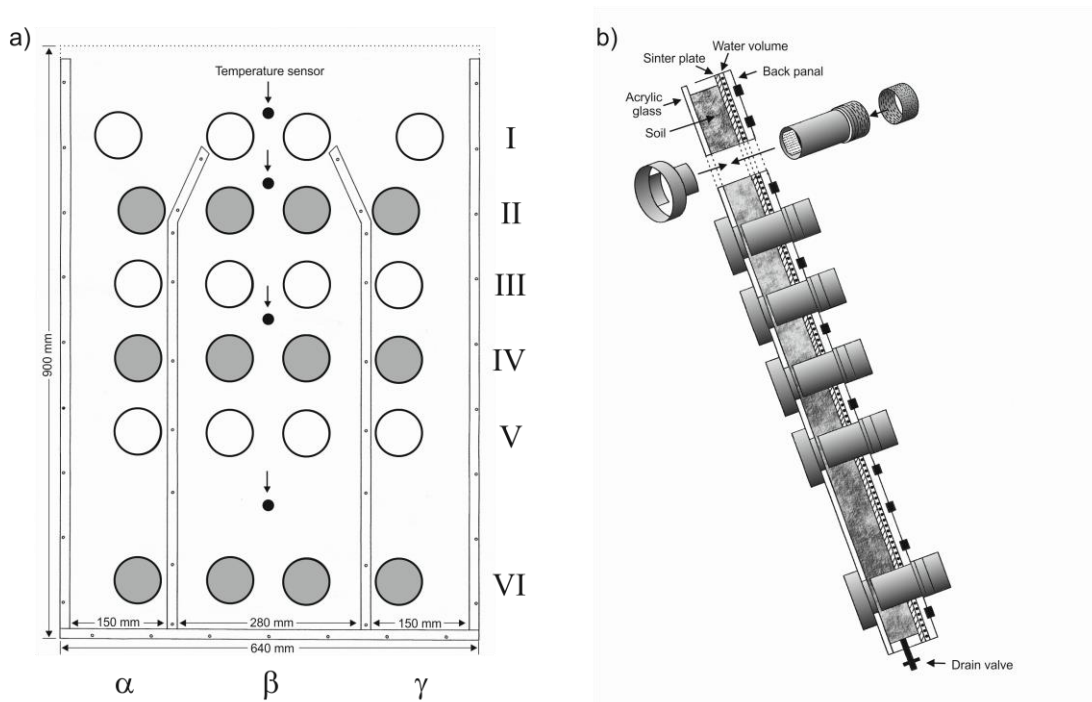 a)
Temperature sensor
I
II
III
IV
V
VI
900 mm
150 mm
280 mm
150 mm
640 mm
α
β
γ
b)
Water volume
Sinter plate
Back panel
Acrylic
glass
Soil
Drain valve